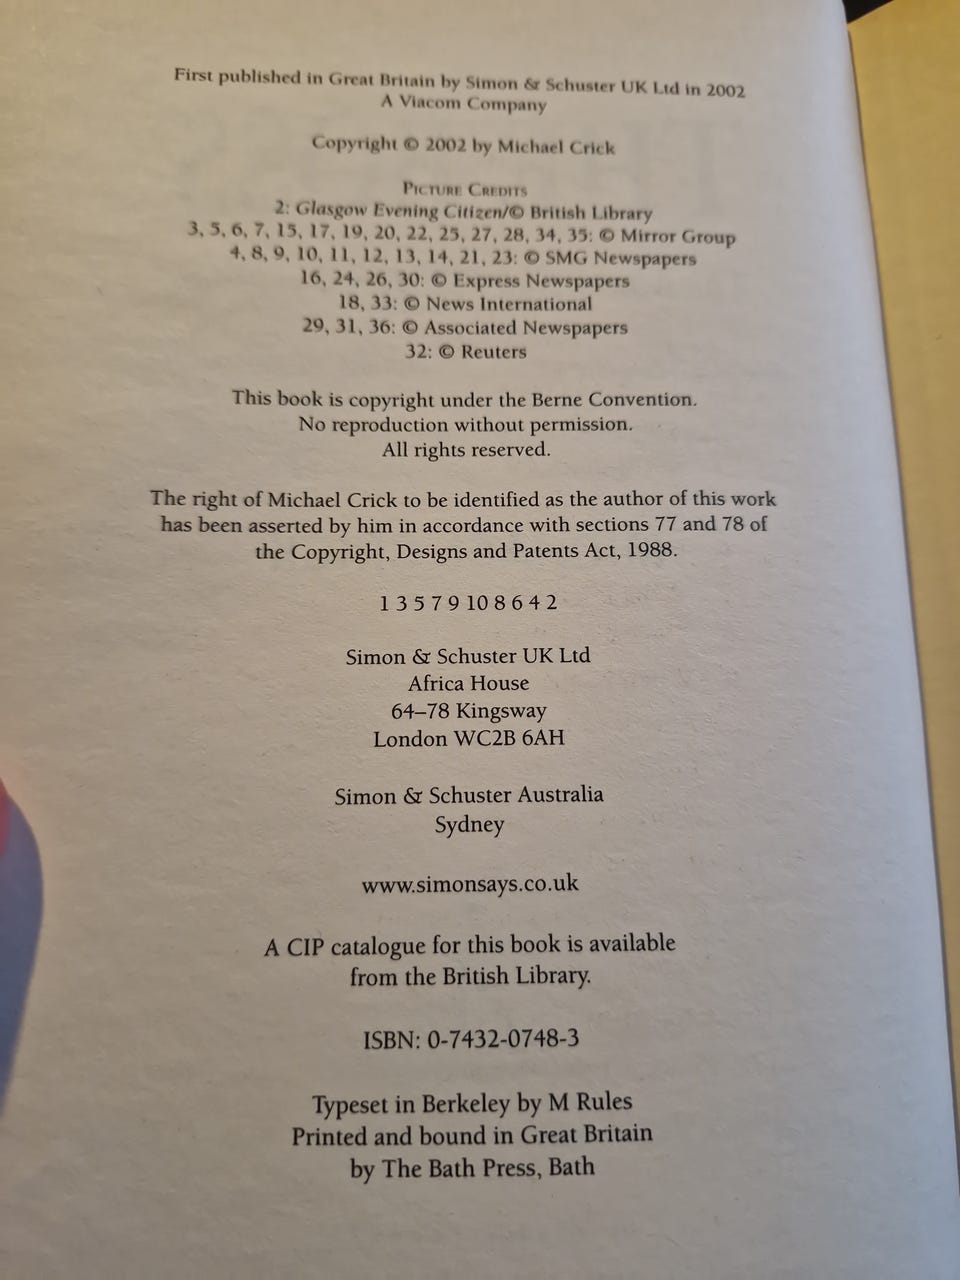 First published in Great Britain by Simon & Schuster UK Ltd in 2002
A Viacom Company
Copyright © 2002 by Michael Crick
PICTURE CREDITS
2: Glasgow Evening Citizen/© British Library
3, 5, 6, 7, 15, 17, 19, 20, 22, 25, 27, 28, 34, 35: © Mirror Group
4, 8, 9, 10, 11, 12, 13, 14, 21, 23: © SMG Newspapers
16, 24, 26, 30: © Express Newspapers
18, 33: © News International
29, 31, 36: © Associated Newspapers
32: © Reuters
This book is copyright under the Berne Convention.
No reproduction without permission.
All rights reserved.
The right of Michael Crick to be identified as the author of this work
has been asserted by him in accordance with sections 77 and 78 of
the Copyright, Designs and Patents Act, 1988.
1 3 5 7 9 10 8 6 4 2
Simon & Schuster UK Ltd
Africa House
64–78 Kingsway
London WC2B 6AH
Simon & Schuster Australia
Sydney
www.simonsays.co.uk
A CIP catalogue for this book is available
from the British Library.
ISBN: 0-7432-0748-3
Typeset in Berkeley by M Rules
Printed and bound in Great Britain
by The Bath Press, Bath